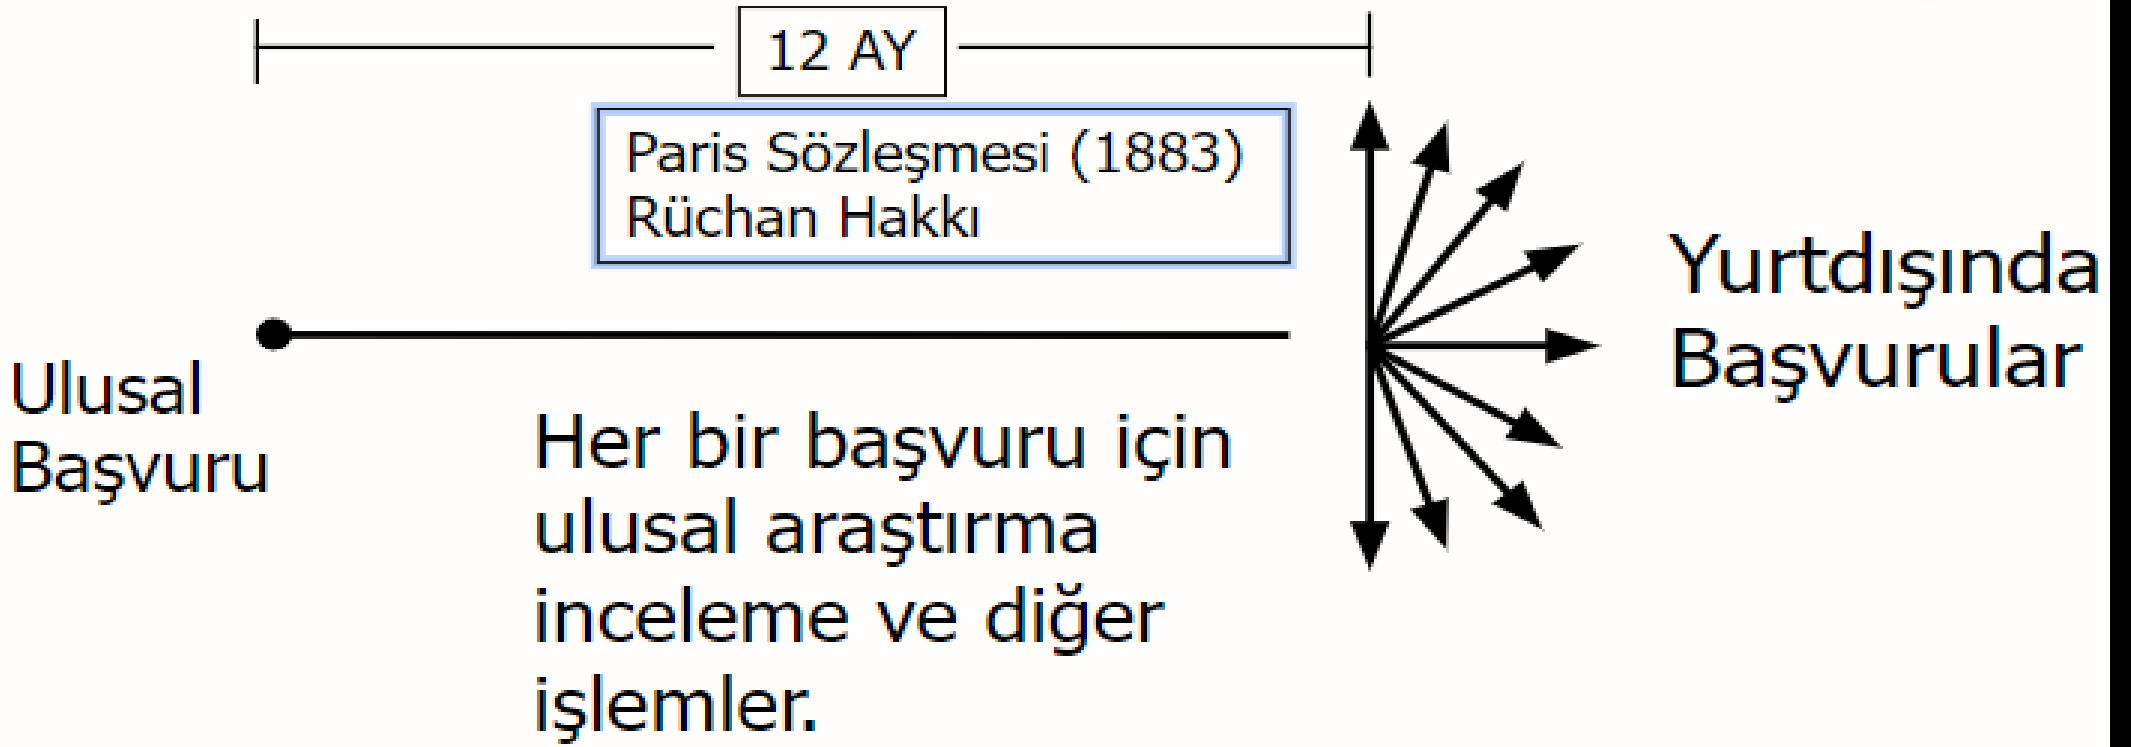 12 AY
Paris Sözleşmesi (1883)
Rüchan Hakkı
Ulusal
Başvuru
Her bir başvuru için
ulusal araştırma
inceleme ve diğer
işlemler.
Yurtdışında
Başvurular